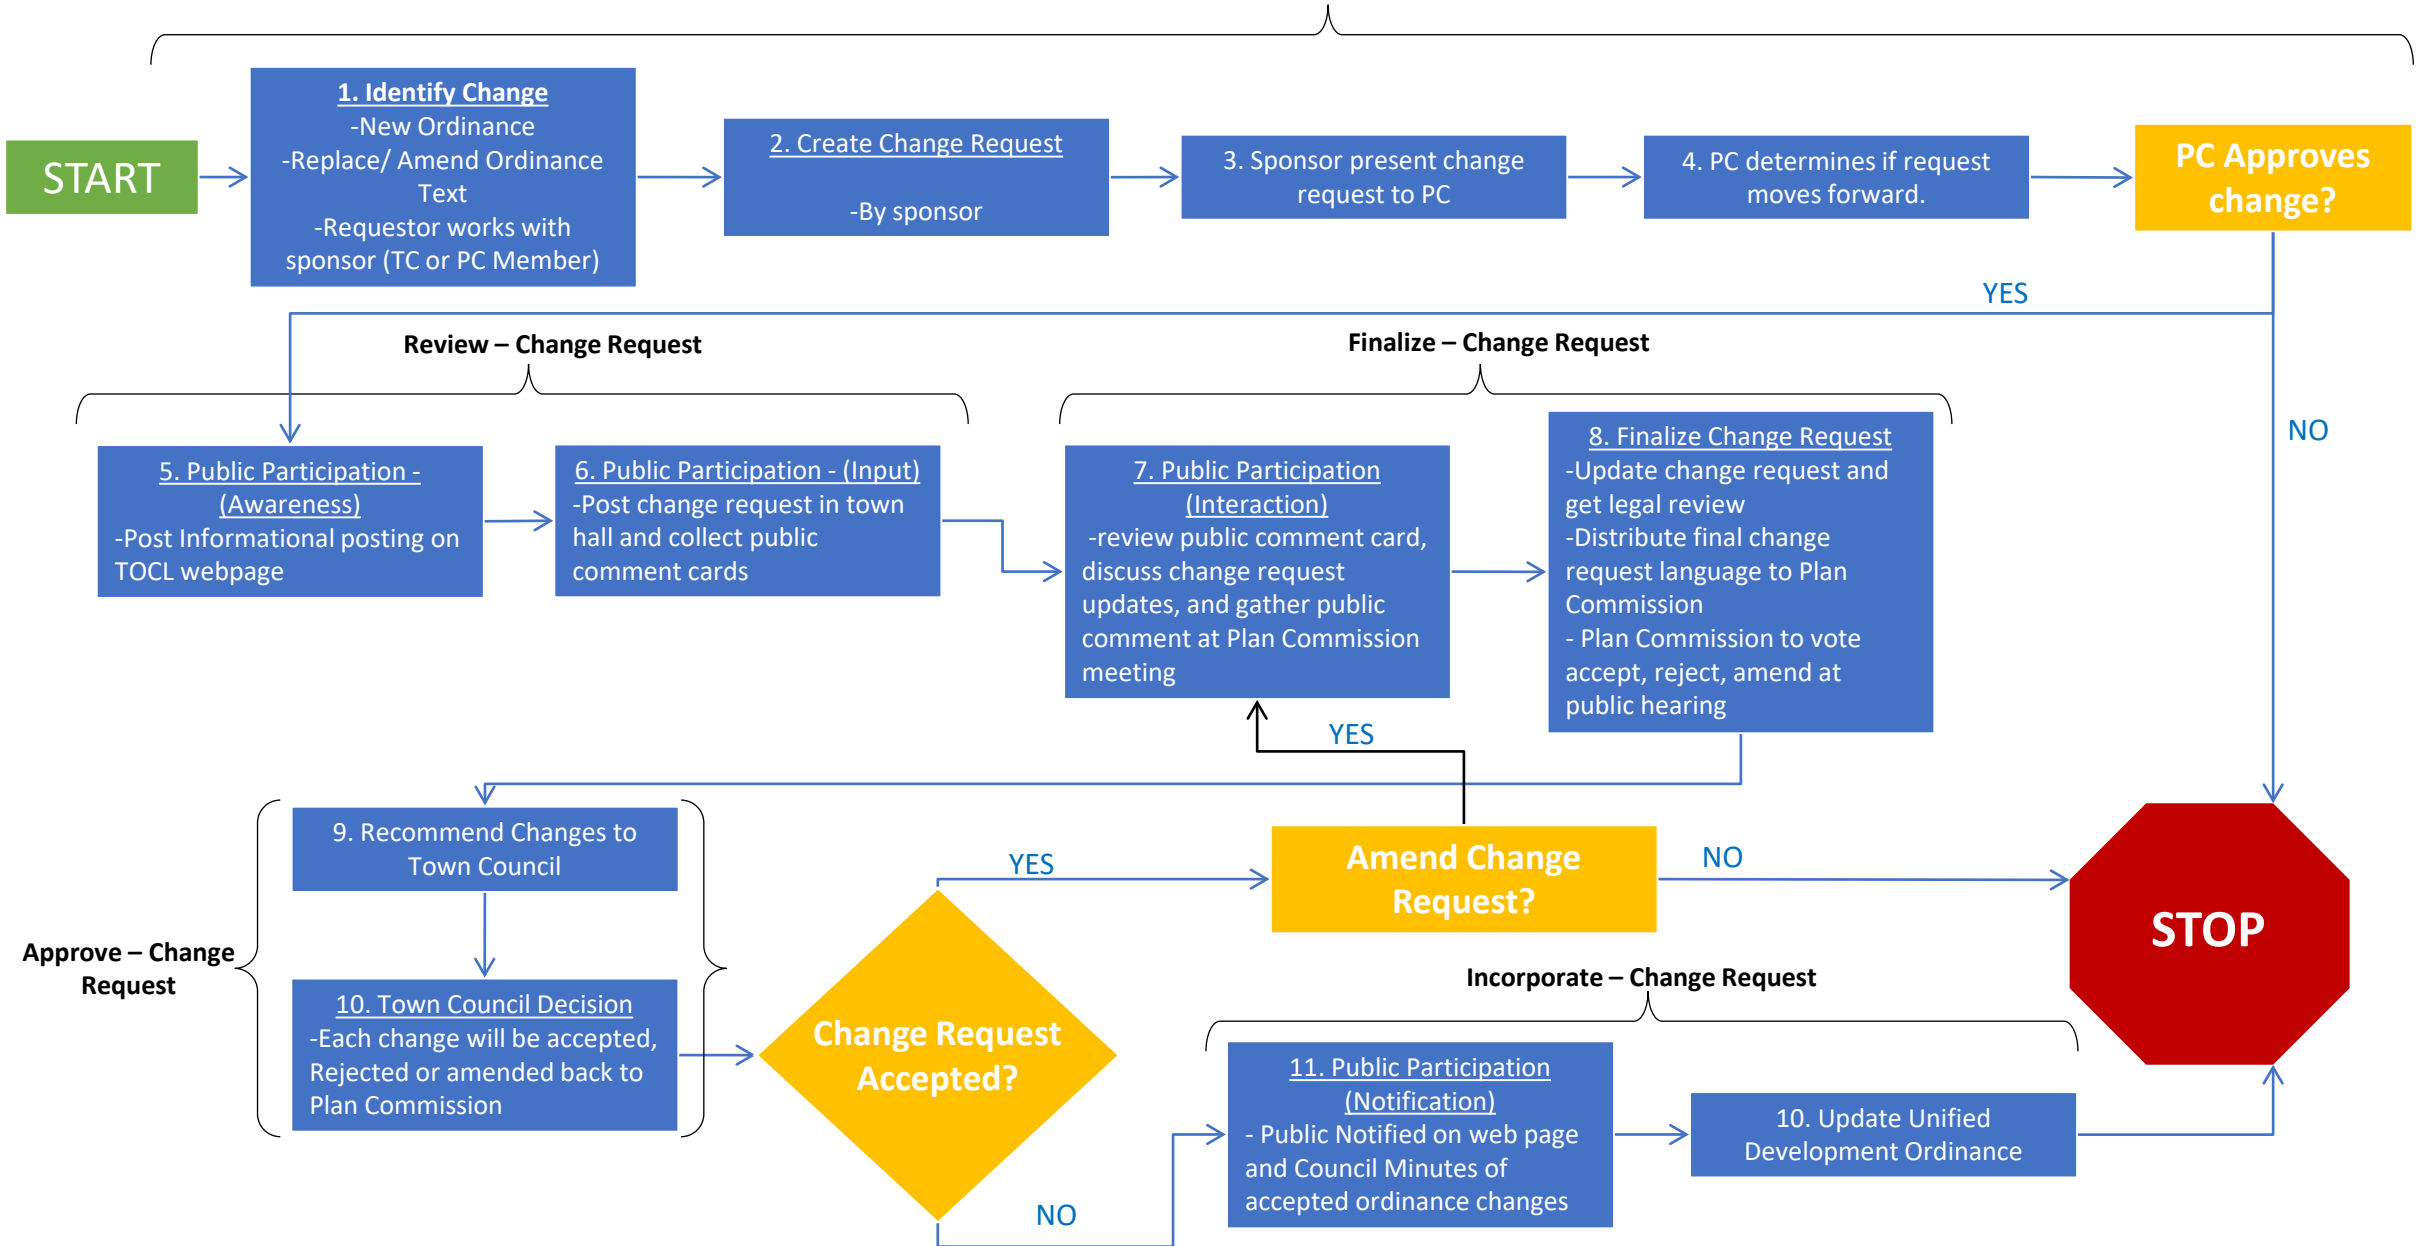 START
1. Identify Change
-New Ordinance
-Replace/ Amend Ordinance
Text
-Requestor works with
sponsor (TC or PC Member)
2. Create Change Request
-By sponsor
3. Sponsor present change
request to PC
4. PC determines if request
moves forward.
PC Approves
change?
YES
NO
Review – Change Request
Finalize – Change Request
5. Public Participation -
(Awareness)
-Post Informational posting on
TOCL webpage
6. Public Participation - (Input)
-Post change request in town
hall and collect public
comment cards
7. Public Participation
(Interaction)
-review public comment card,
discuss change request
updates, and gather public
comment at Plan Commission
meeting
8. Finalize Change Request
-Update change request and
get legal review
-Distribute final change
request language to Plan
Commission
- Plan Commission to vote
accept, reject, amend at
public hearing
YES
Approve – Change
Request
9. Recommend Changes to
Town Council
10. Town Council Decision
-Each change will be accepted,
Rejected or amended back to
Plan Commission
Change Request
Accepted?
YES
Amend Change
Request?
NO
STOP
NO
Incorporate – Change Request
11. Public Participation
(Notification)
- Public Notified on web page
and Council Minutes of
accepted ordinance changes
10. Update Unified
Development Ordinance